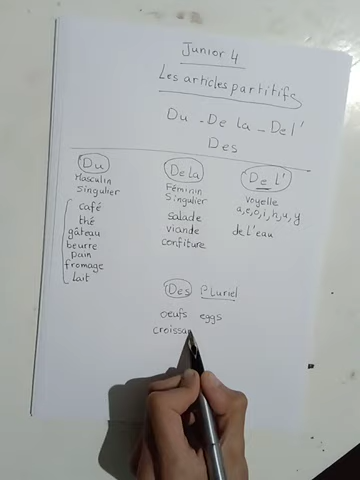 Junior 4
Les articles partitifs
Du - De la - De l'
Des
Du
Masculin
Singulier
café
thé
gâteau
beurre
pain
fromage
Lait
De la
Féminin
Singulier
salade
viande
confiture
De l'
Voyelle
a,e,o,i,h,u,y
de L'eau
Des Pluriel
oeufs eggs
croissa